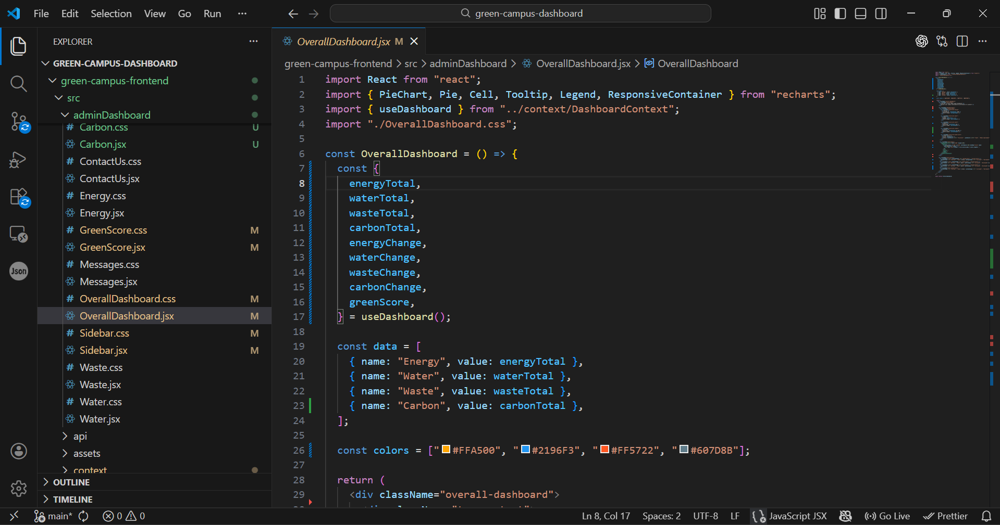 File Edit Selection View Go Run ···
green-campus-dashboard
EXPLORER ···
GREEN-CAMPUS-DASHBOARD
green-campus-frontend
src
adminDashboard
# Carbon.css U
Carbon.jsx U
# ContactUs.css
ContactUs.jsx
# Energy.css
Energy.jsx
# GreenScore.css M
GreenScore.jsx M
# Messages.css
Messages.jsx
# OverallDashboard.css M
OverallDashboard.jsx M
# Sidebar.css M
Sidebar.jsx M
# Waste.css
Waste.jsx
# Water.css
Water.jsx
api
assets
context
OUTLINE
TIMELINE
Json
OverallDashboard.jsx M
green-campus-frontend > src > adminDashboard > OverallDashboard.jsx > OverallDashboard
1 import React from "react";
2 import { PieChart, Pie, Cell, Tooltip, Legend, ResponsiveContainer } from "recharts";
3 import { useDashboard } from "../context/DashboardContext";
4 import "./OverallDashboard.css";
5
6 const OverallDashboard = () => {
7 const {
8 energyTotal,
9 waterTotal,
10 wasteTotal,
11 carbonTotal,
12 energyChange,
13 waterChange,
14 wasteChange,
15 carbonChange,
16 greenScore,
17 } = useDashboard();
18
19 const data = [
20 { name: "Energy", value: energyTotal },
21 { name: "Water", value: waterTotal },
22 { name: "Waste", value: wasteTotal },
23 { name: "Carbon", value: carbonTotal },
24 ];
25
26 const colors = ["#FFA500", "#2196F3", "#FF5722", "#607D8B"];
27
28 return (
29 <div className="overall-dashboard">
main* 0 0
Ln 8, Col 17 Spaces: 2 UTF-8 LF JavaScript JSX Go Live Prettier